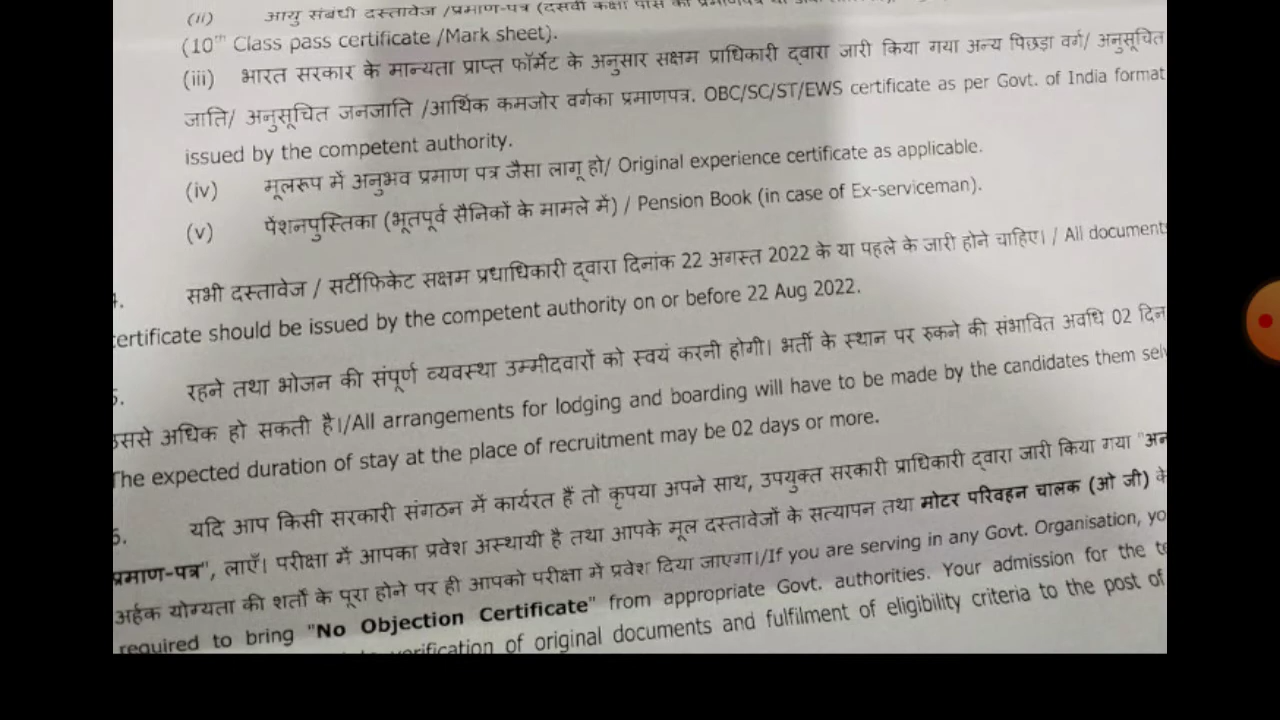 (ii) आयु संबंधी दस्तावेज /प्रमाण-पत्र (दसवी कक्षा पास का प्रमाणपत्र या
(10th Class pass certificate /Mark sheet).
(iii) भारत सरकार के मान्यता प्राप्त फॉर्मेट के अनुसार सक्षम प्राधिकारी द्वारा जारी किया गया अन्य पिछड़ा वर्ग/ अनुसूचित
जाति/ अनुसूचित जनजाति /आर्थिक कमजोर वर्गका प्रमाणपत्र. OBC/SC/ST/EWS certificate as per Govt. of India format
issued by the competent authority.
(iv) मूलरूप में अनुभव प्रमाण पत्र जैसा लागू हो/ Original experience certificate as applicable.
(v) पेंशनपुस्तिका (भूतपूर्व सैनिकों के मामले में) / Pension Book (in case of Ex-serviceman).
सभी दस्तावेज / सर्टीफिकेट सक्षम प्रधाधिकारी द्वारा दिनांक 22 अगस्त 2022 के या पहले के जारी होने चाहिए। / All document
ertificate should be issued by the competent authority on or before 22 Aug 2022.
रहने तथा भोजन की संपूर्ण व्यवस्था उम्मीदवारों को स्वयं करनी होगी। भर्ती के स्थान पर रुकने की संभावित अवधि 02 दिन
उससे अधिक हो सकती है।/All arrangements for lodging and boarding will have to be made by the candidates them sel
The expected duration of stay at the place of recruitment may be 02 days or more.
यदि आप किसी सरकारी संगठन में कार्यरत हैं तो कृपया अपने साथ, उपयुक्त सरकारी प्राधिकारी द्वारा जारी किया गया "अन
प्रमाण-पत्र", लाएँ। परीक्षा में आपका प्रवेश अस्थायी है तथा आपके मूल दस्तावेजों के सत्यापन तथा मोटर परिवहन चालक (ओ जी) के
अर्हक योग्यता की शर्तो के पूरा होने पर ही आपको परीक्षा में प्रवेश दिया जाएगा।/If you are serving in any Govt. Organisation, yo
required to bring "No Objection Certificate" from appropriate Govt. authorities. Your admission for the te
verification of original documents and fulfilment of eligibility criteria to the post of